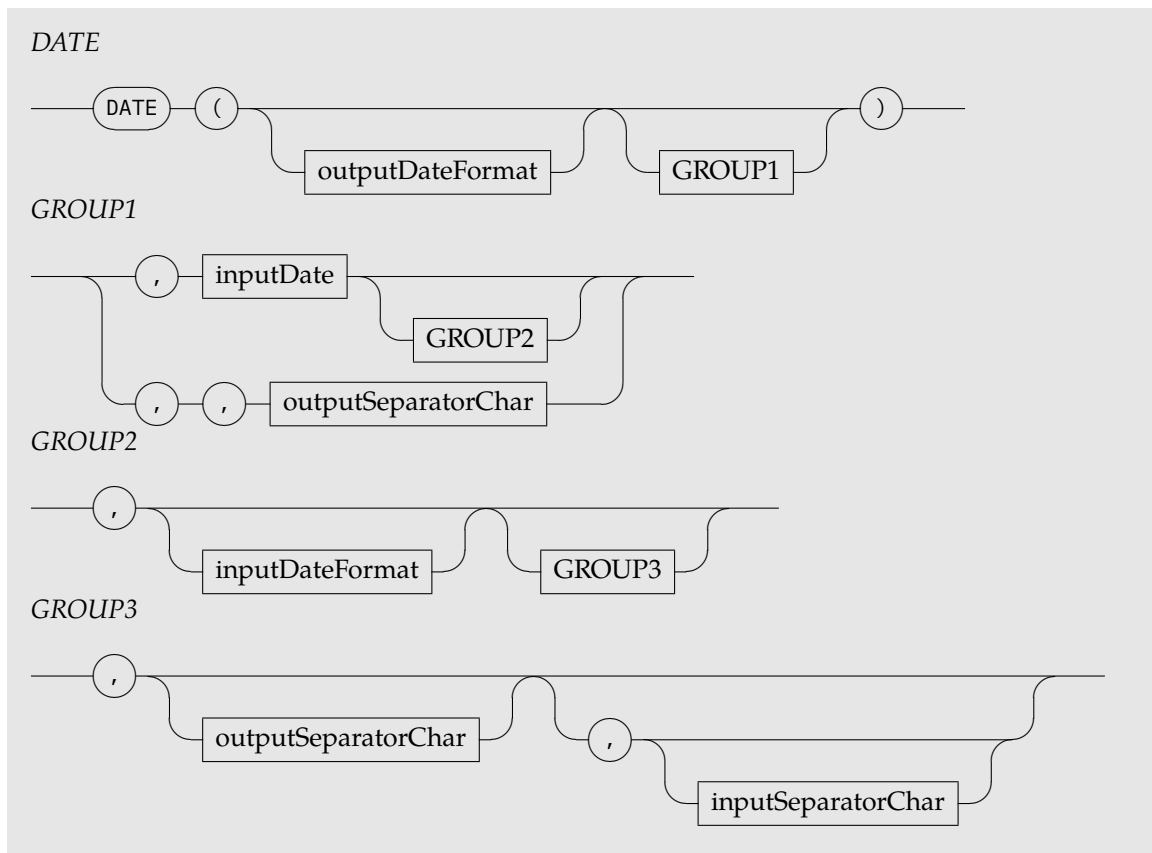 DATE
DATE ( )
outputDateFormat GROUP1
GROUP1
, inputDate
GROUP2
, , outputSeparatorChar
GROUP2
,
inputDateFormat GROUP3
GROUP3
,
outputSeparatorChar ,
inputSeparatorChar